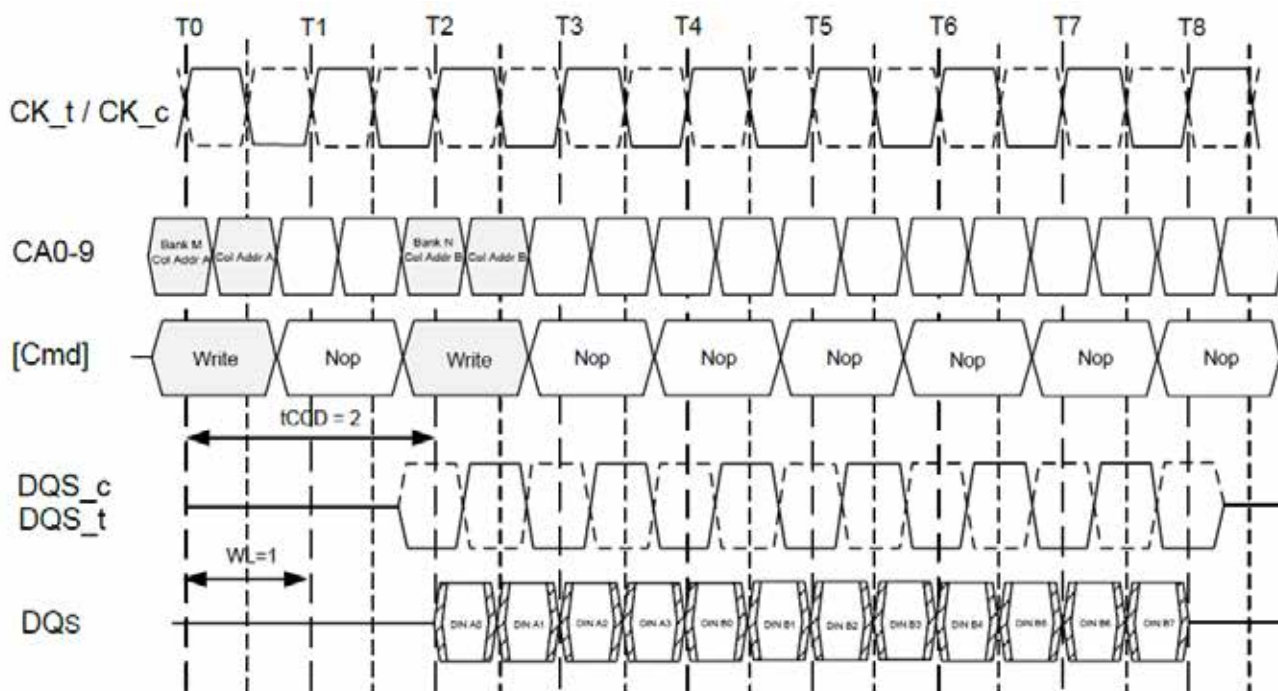 T0 T1 T2 T3 T4 T5 T6 T7 T8
CK_t / CK_c
CA0-9
Bank M
Col Addr A
Col Addr A
Bank N
Col Addr B
Col Addr B
[Cmd]
Write Nop Write Nop Nop Nop Nop Nop Nop
tCCD = 2
DQS_c
DQS_t
WL=1
DQs
DIN A0 DIN A1 DIN A2 DIN A3 DIN B0 DIN B1 DIN B2 DIN B3 DIN B4 DIN B5 DIN B6 DIN B7